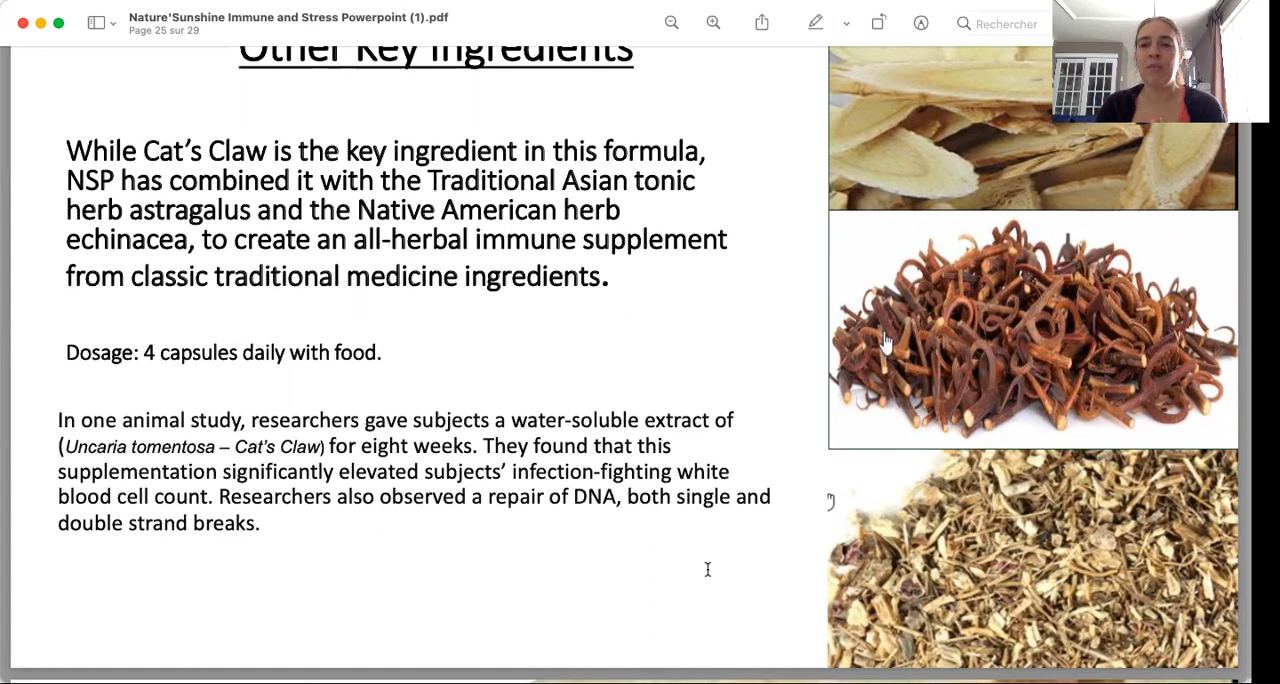 Nature'Sunshine Immune and Stress Powerpoint (1).pdf
Page 25 sur 29
Rechercher
Other Key Ingredients
While Cat's Claw is the key ingredient in this formula,
NSP has combined it with the Traditional Asian tonic
herb astragalus and the Native American herb
echinacea, to create an all-herbal immune supplement
from classic traditional medicine ingredients.
Dosage: 4 capsules daily with food.
In one animal study, researchers gave subjects a water-soluble extract of
(Uncaria tomentosa – Cat's Claw) for eight weeks. They found that this
supplementation significantly elevated subjects' infection-fighting white
blood cell count. Researchers also observed a repair of DNA, both single and
double strand breaks.